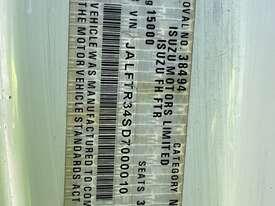 OVAL NO. 38494
ISUZU MOTORS LIMITED
ISUZU FH FTR
CATEGORY N
15000
SEATS 3
VIN JALFTR34SD7000010
VEHICLE WAS MANUFACTURED TO COM
THE MOTOR VEHICLE STANDARDS ACT